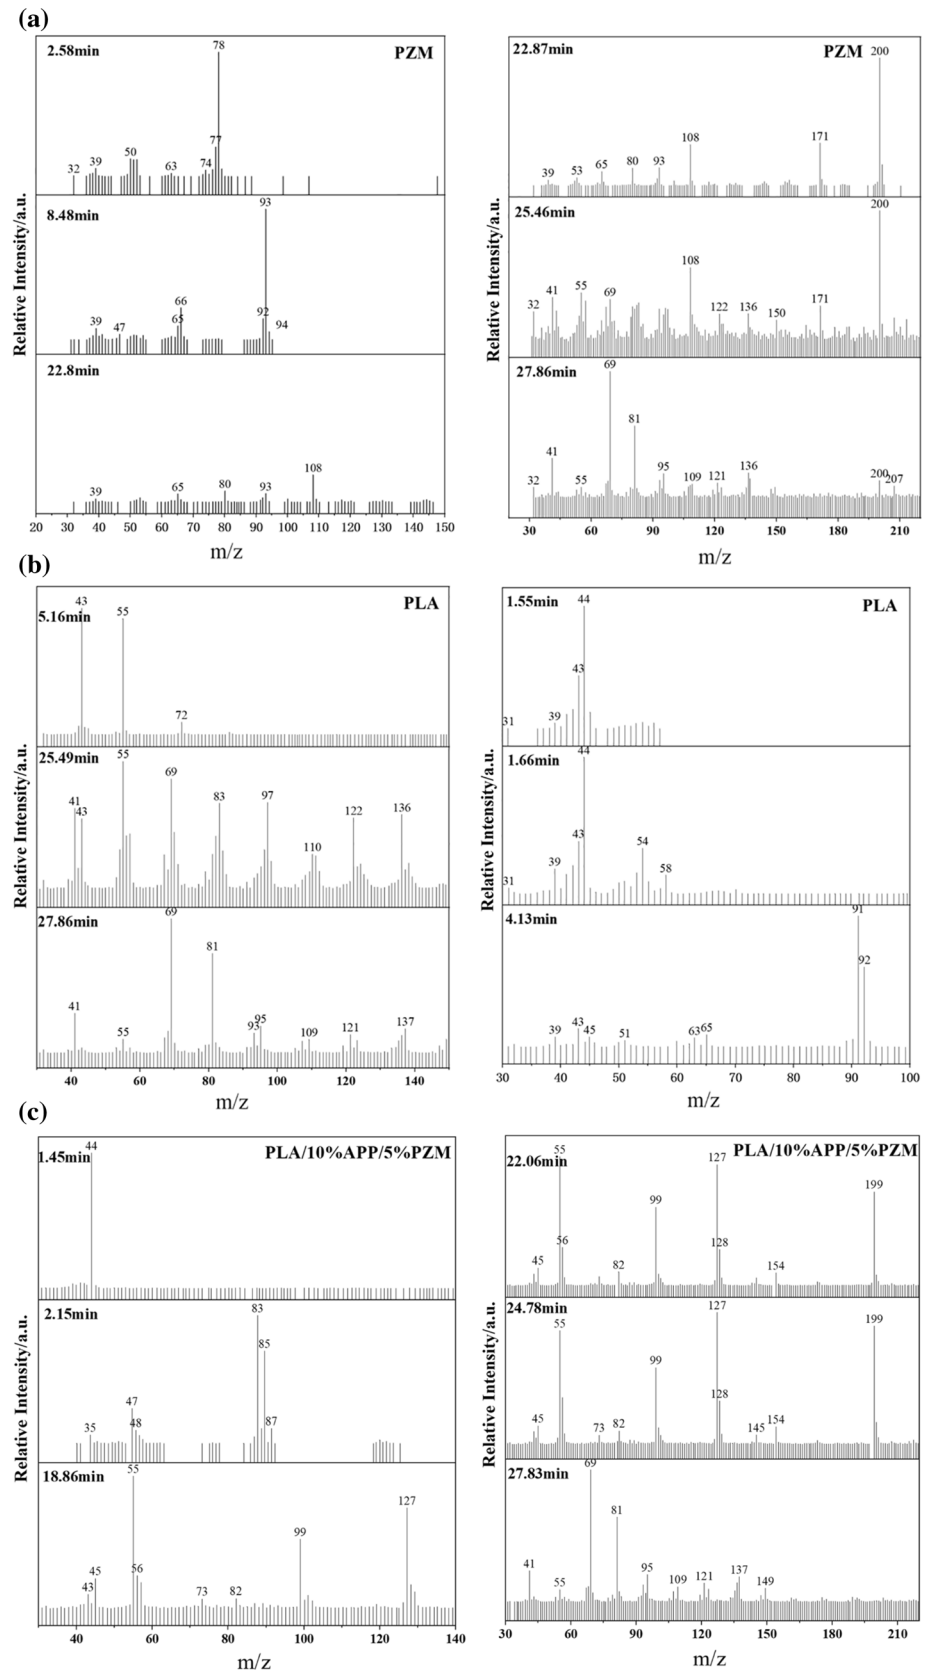 (a)
2.58min
PZM
78
77
32
39
50
63
74
8.48min
93
66
65
92
94
39
47
22.8min
39
65
80
93
108
20 30 40 50 60 70 80 90 100 110 120 130 140 150
m/z
Relative Intensity/a.u.
22.87min
PZM
200
39
53
65
80
93
108
171
25.46min
200
32
41
55
69
108
122
136
150
171
27.86min
69
81
32
41
55
95
109
121
136
200
207
30 60 90 120 150 180 210
m/z
Relative Intensity/a.u.
(b)
5.16min
PLA
43
55
72
25.49min
41
43
55
69
83
97
110
122
136
27.86min
41
55
69
81
93
95
109
121
137
40 60 80 100 120 140
m/z
Relative Intensity/a.u.
1.55min
PLA
31
39
43
44
1.66min
31
39
43
44
54
58
4.13min
39
43
45
51
63
65
91
92
30 40 50 60 70 80 90 100
m/z
Relative Intensity/a.u.
(c)
1.45min
PLA/10%APP/5%PZM
44
2.15min
35
47
48
83
85
87
18.86min
43
45
55
56
73
82
99
127
40 60 80 100 120 140
m/z
Relative Intensity/a.u.
22.06min
PLA/10%APP/5%PZM
45
55
56
82
99
127
128
154
199
24.78min
45
55
73
82
99
127
128
145
154
199
27.83min
41
55
69
81
95
109
121
137
149
30 60 90 120 150 180 210
m/z
Relative Intensity/a.u.